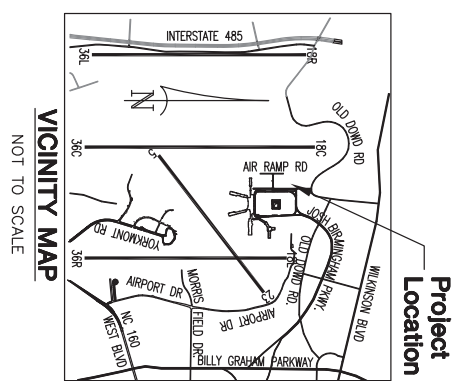 INTERSTATE 485
36L
18R
OLD DOWD RD
N
36C
18C
5
AIR RAMP RD
JOSH BIRMINGHAM PKWY.
WILKINSON BLVD
YORKMONT RD
OLD DOWD RD
36R
18L
23
AIRPORT DR
MORRIS
FIELD DR.
AIRPORT DR
NC 160
WEST BLVD
BILLY GRAHAM PARKWAY
Project
Location
VICINITY MAP
NOT TO SCALE